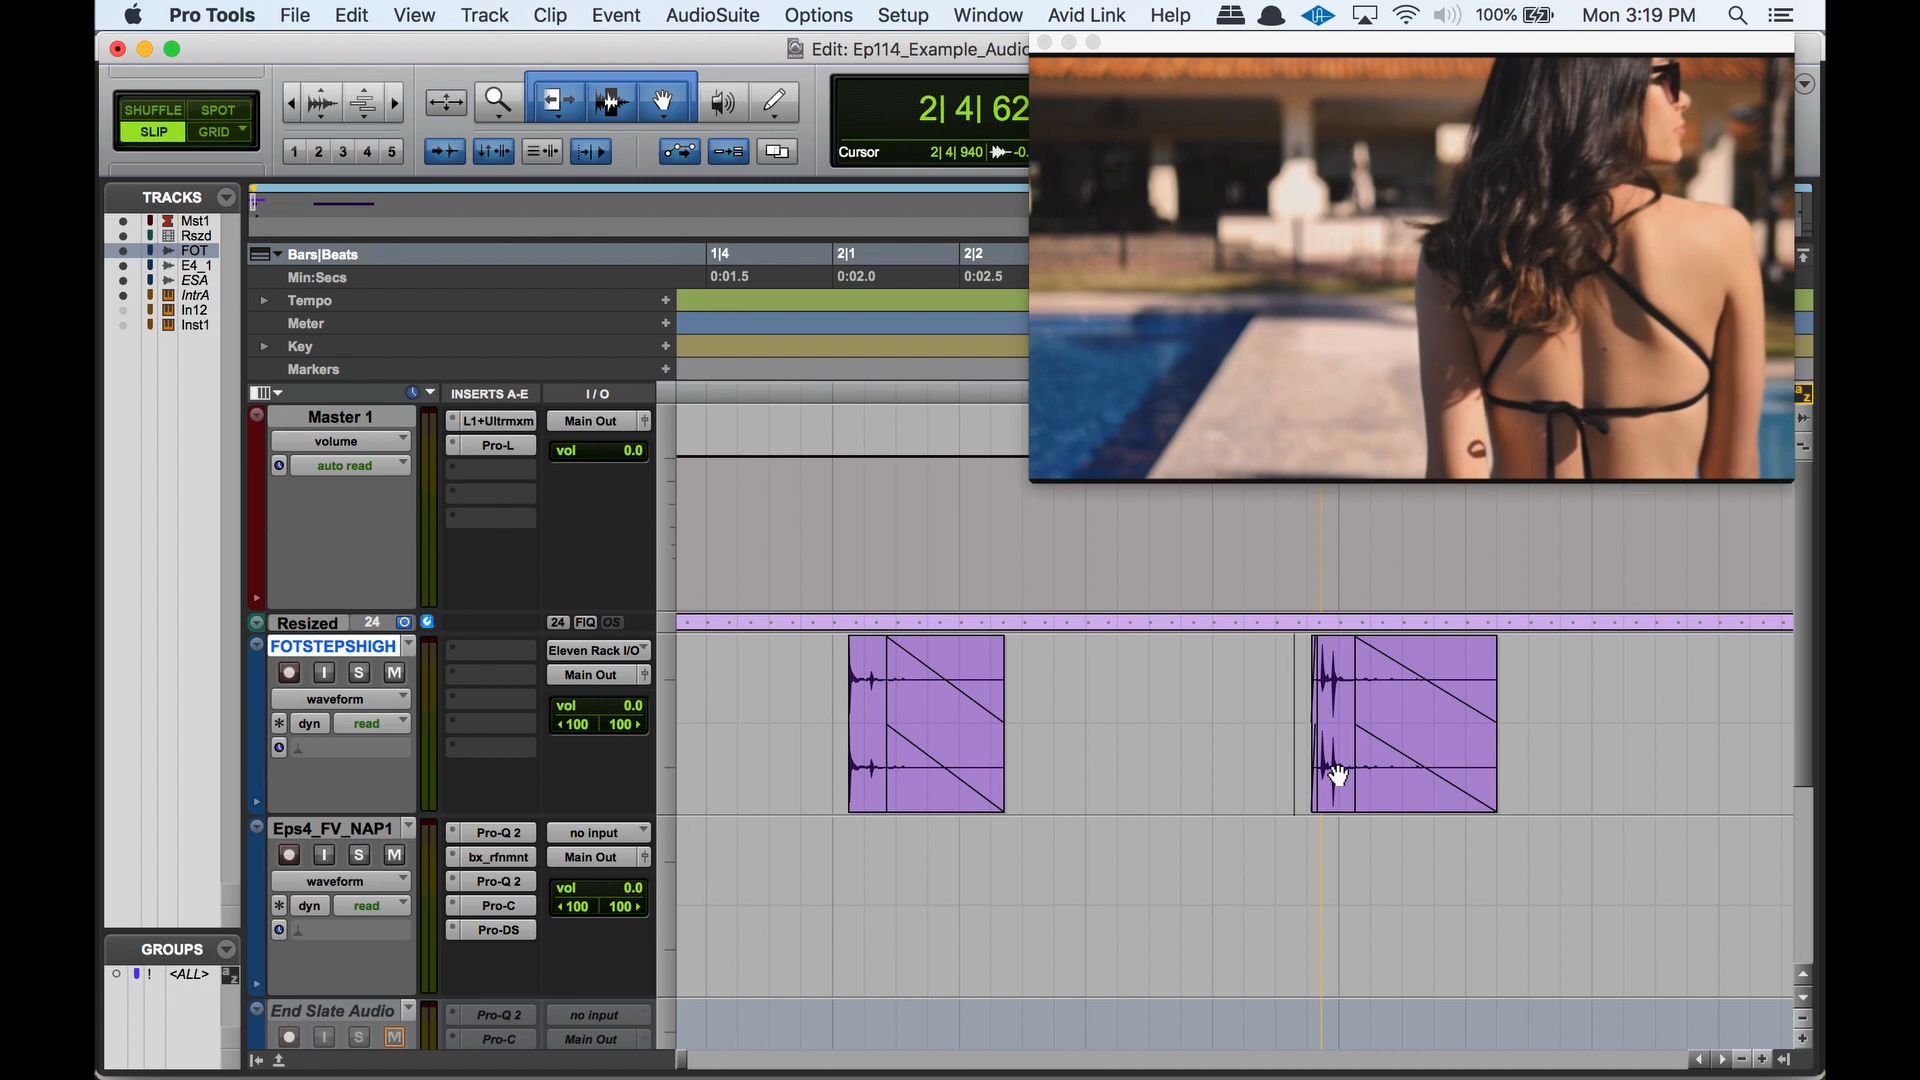 Pro Tools File Edit View Track Clip Event AudioSuite Options Setup Window Avid Link Help 100% Mon 3:19 PM
Edit: Ep114_Example_Audio
SHUFFLE SPOT
SLIP GRID
1 2 3 4 5
2| 4| 62
Cursor 2| 4| 940 -0.
TRACKS
Mst1
Rszd
FOT
E4_1
ESA
IntrA
In12
Inst1
Bars|Beats 1|4 2|1 2|2
Min:Secs 0:01.5 0:02.0 0:02.5
Tempo +
Meter +
Key +
Markers +
INSERTS A-E I / O
Master 1
volume
auto read
L1+Ultrmxm
Pro-L
Main Out
vol 0.0
Resized 24
24 FIQ OS
FOTSTEPSHIGH
I S M
waveform
dyn read
Eleven Rack I/O
Main Out
vol 0.0
100 100
Eps4_FV_NAP1
I S M
waveform
dyn read
Pro-Q 2
bx_rfnmnt
Pro-Q 2
Pro-C
Pro-DS
no input
Main Out
vol 0.0
100 100
End Slate Audio
I S M
Pro-Q 2
Pro-C
no input
Main Out
GROUPS
! <ALL>
a z
a z